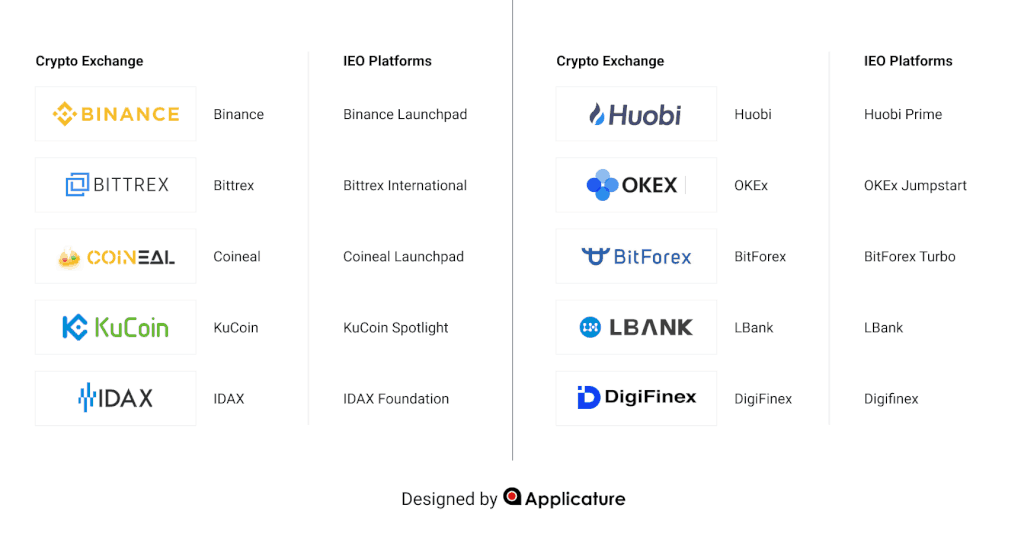 Crypto Exchange IEO Platforms
BINANCE Binance Binance Launchpad
BITTREX Bittrex Bittrex International
COiNEAL Coineal Coineal Launchpad
KuCoin KuCoin KuCoin Spotlight
IDAX IDAX IDAX Foundation
Crypto Exchange IEO Platforms
Huobi Huobi Huobi Prime
OKEX OKEx OKEx Jumpstart
BitForex BitForex BitForex Turbo
LBANK LBank LBank
DigiFinex DigiFinex Digifinex
Designed by Applicature